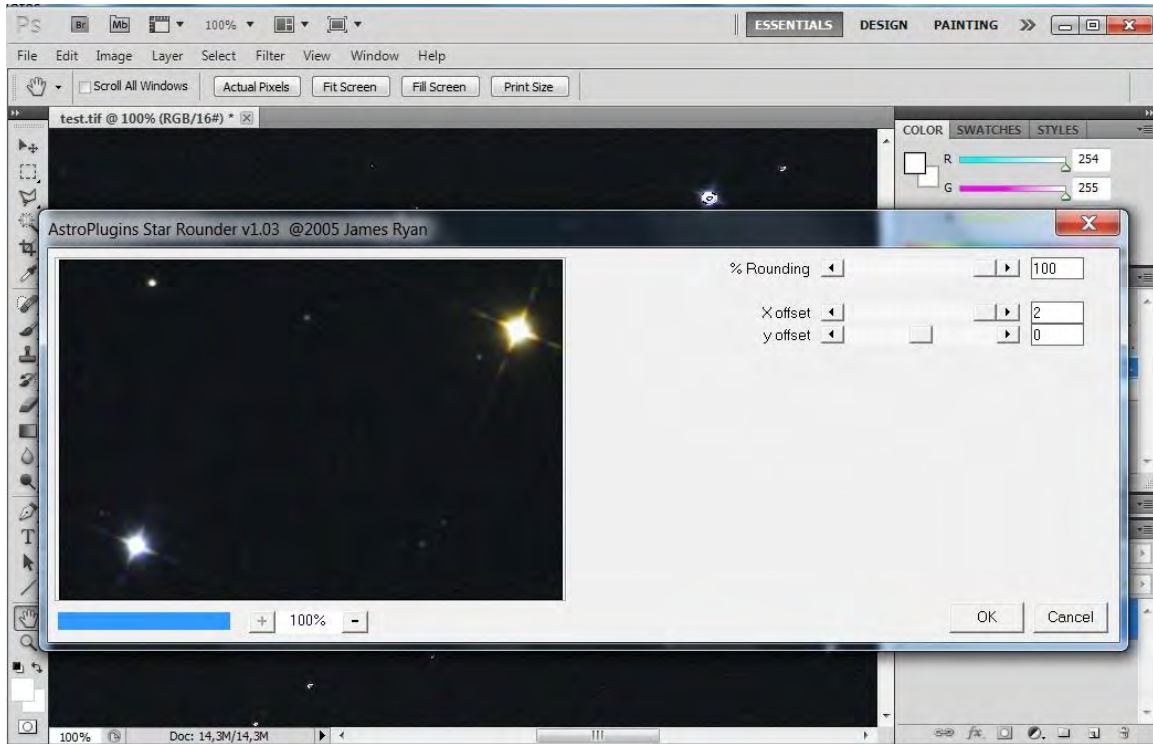 Ps Br Mb 100% ESSENTIALS DESIGN PAINTING
File Edit Image Layer Select Filter View Window Help
Scroll All Windows Actual Pixels Fit Screen Fill Screen Print Size
test.tif @ 100% (RGB/16#) *
COLOR SWATCHES STYLES
R 254
G 255
AstroPlugins Star Rounder v1.03 @2005 James Ryan
% Rounding 100
X offset 2
y offset 0
+ 100% -
OK Cancel
100% Doc: 14,3M/14,3M
fx